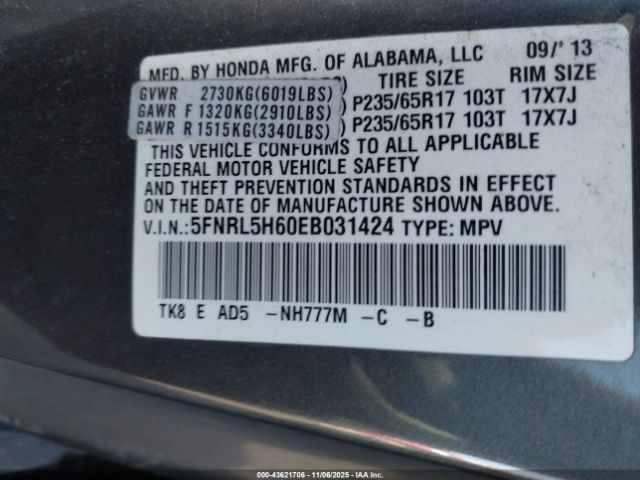 MFD. BY HONDA MFG. OF ALABAMA, LLC 09/'13
TIRE SIZE RIM SIZE
GVWR 2730KG(6019LBS)
GAWR F 1320KG(2910LBS) ) P235/65R17 103T 17X7J
GAWR R 1515KG(3340LBS) ) P235/65R17 103T 17X7J
THIS VEHICLE CONFORMS TO ALL APPLICABLE
FEDERAL MOTOR VEHICLE SAFETY
AND THEFT PREVENTION STANDARDS IN EFFECT
ON THE DATE OF MANUFACTURE SHOWN ABOVE.
V.I.N.:5FNRL5H60EB031424 TYPE: MPV
TK8 E AD5 -NH777M -C -B
000-43621706 - 11/06/2025 - IAAI.com